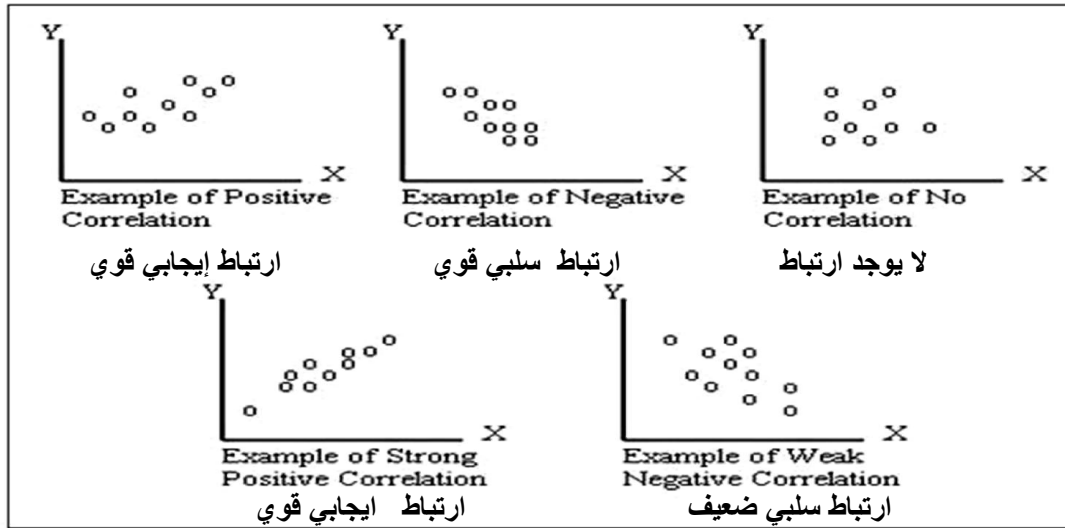 Y
X
Example of Positive
Correlation
ارتباط إيجابي قوي
Y
X
Example of Negative
Correlation
ارتباط سلبي قوي
Y
X
Example of No
Correlation
لا يوجد ارتباط
Y
X
Example of Strong
Positive Correlation
ارتباط ايجابي قوي
Y
X
Example of Weak
Negative Correlation
ارتباط سلبي ضعيف